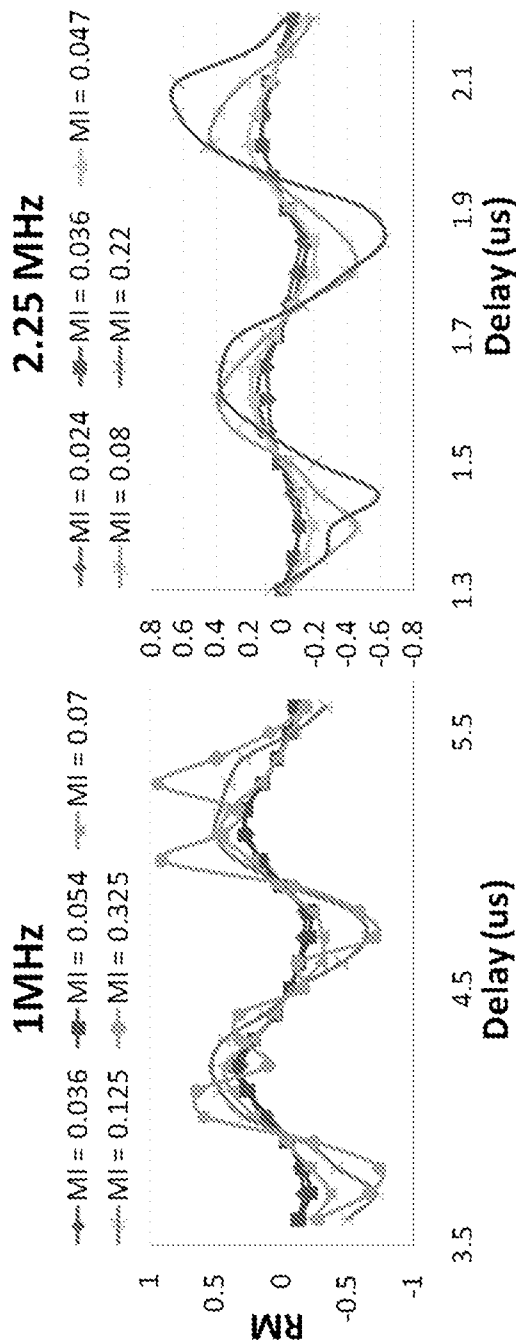 1MHz
MI = 0.036
MI = 0.054
MI = 0.07
MI = 0.125
MI = 0.325
RM
1
0.5
0
-0.5
-1
3.5
4.5
5.5
Delay (us)
2.25 MHz
MI = 0.024
MI = 0.036
MI = 0.047
MI = 0.08
MI = 0.22
0.8
0.6
0.4
0.2
0
-0.2
-0.4
-0.6
-0.8
1.3
1.5
1.7
1.9
2.1
Delay (us)